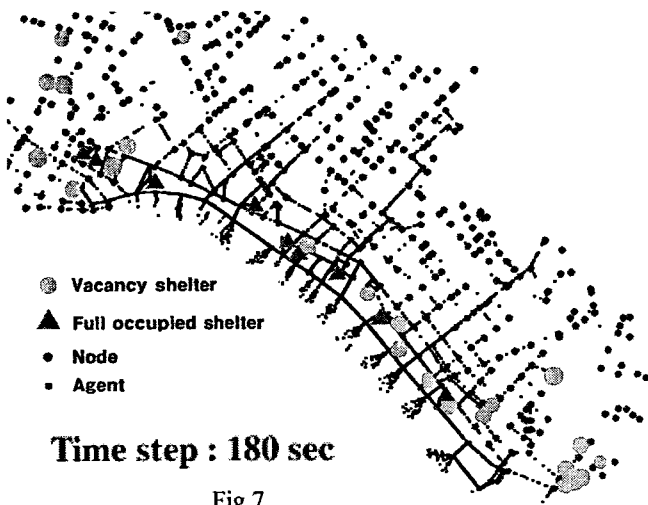 Vacancy shelter
Full occupied shelter
Node
Agent
Time step : 180 sec
Fig 7